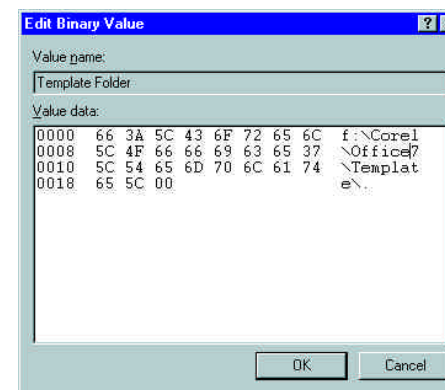 Edit Binary Value
?
Value name:
Template Folder
Value data:
0000 66 3A 5C 43 6F 72 65 6C f:\Corel
0008 5C 4F 66 66 69 63 65 37 \Office7
0010 5C 54 65 6D 70 6C 61 74 \Templat
0018 65 5C 00 e\.
OK Cancel